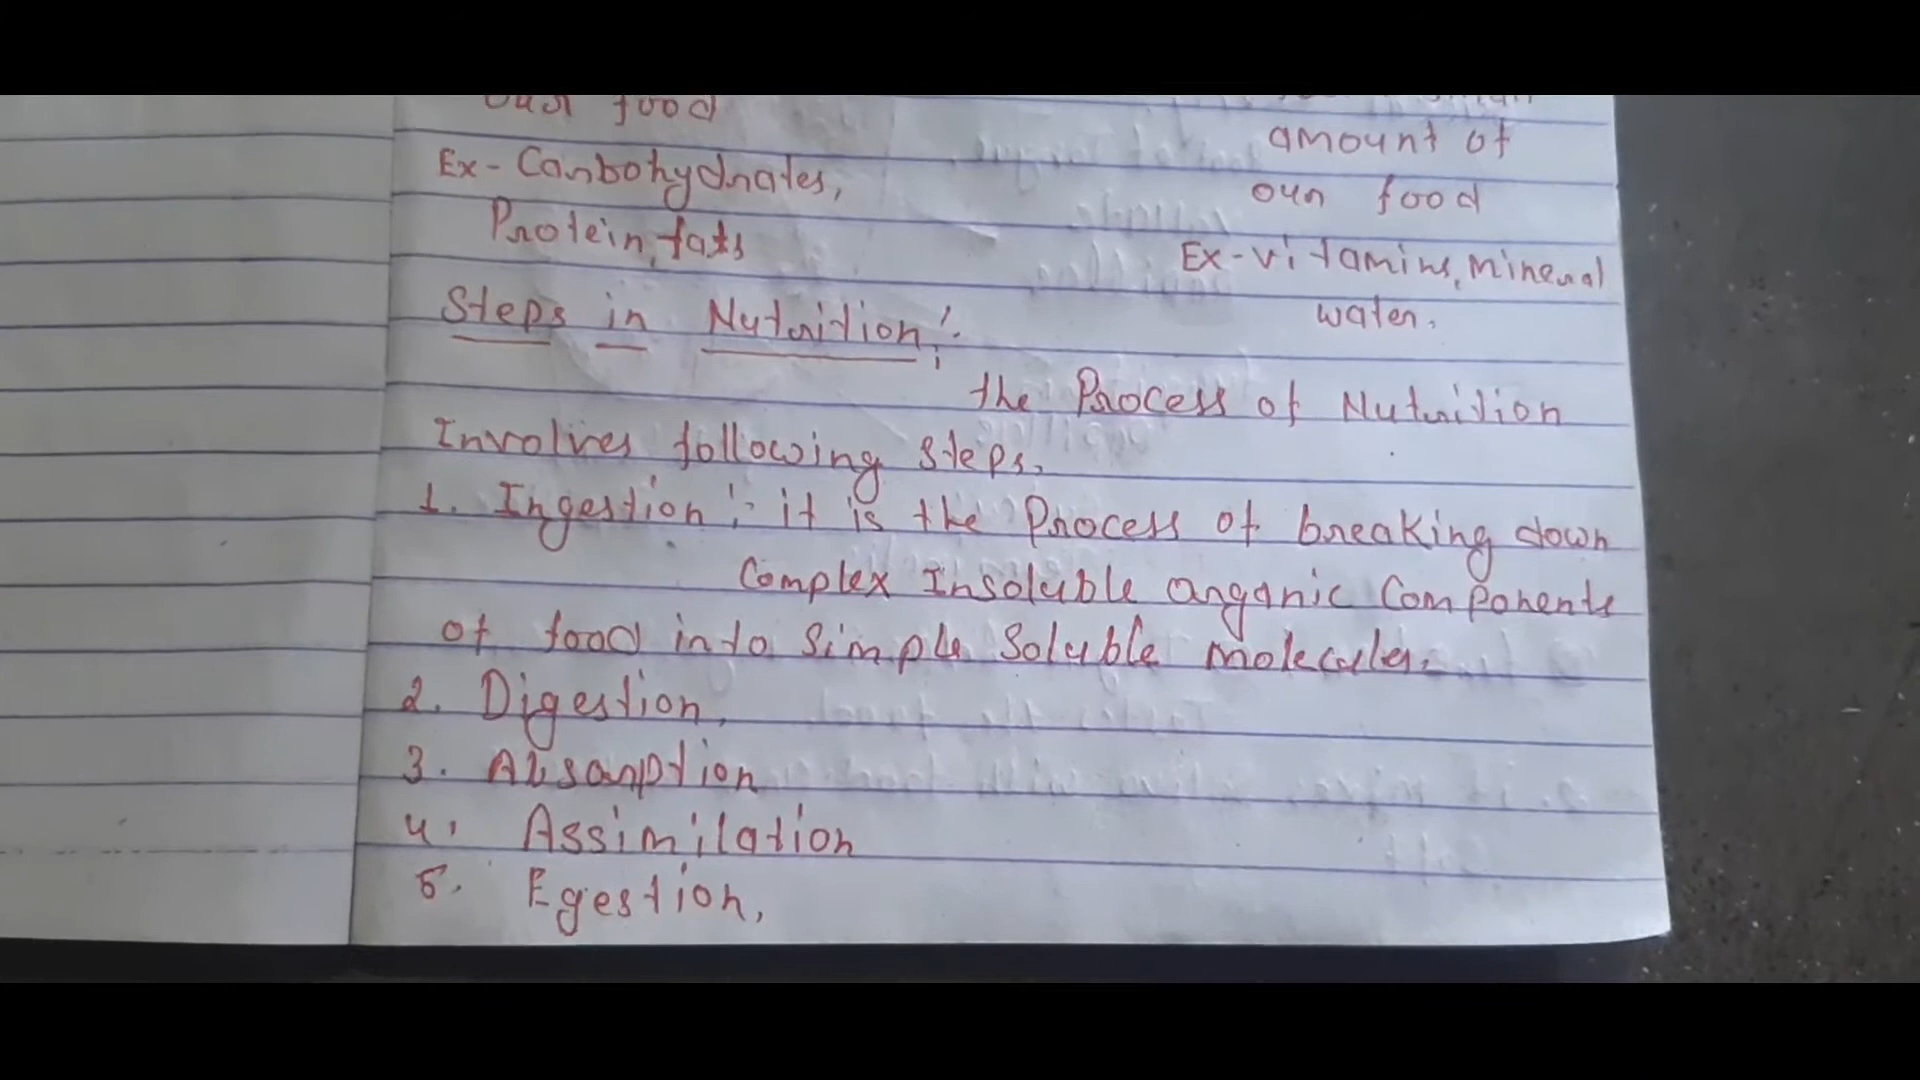 our food
amount of
Ex- Carbohydrates,
our food
Protein, fats
Ex- vitamins, mineral
water.
Steps in Nutrition:
the Process of Nutrition
Involves following steps.
1. Ingestion: it is the Process of breaking down
Complex Insoluble organic Components
of food into Simple Soluble molecules.
2. Digestion,
3. Absorption
4. Assimilation
5. Egestion,